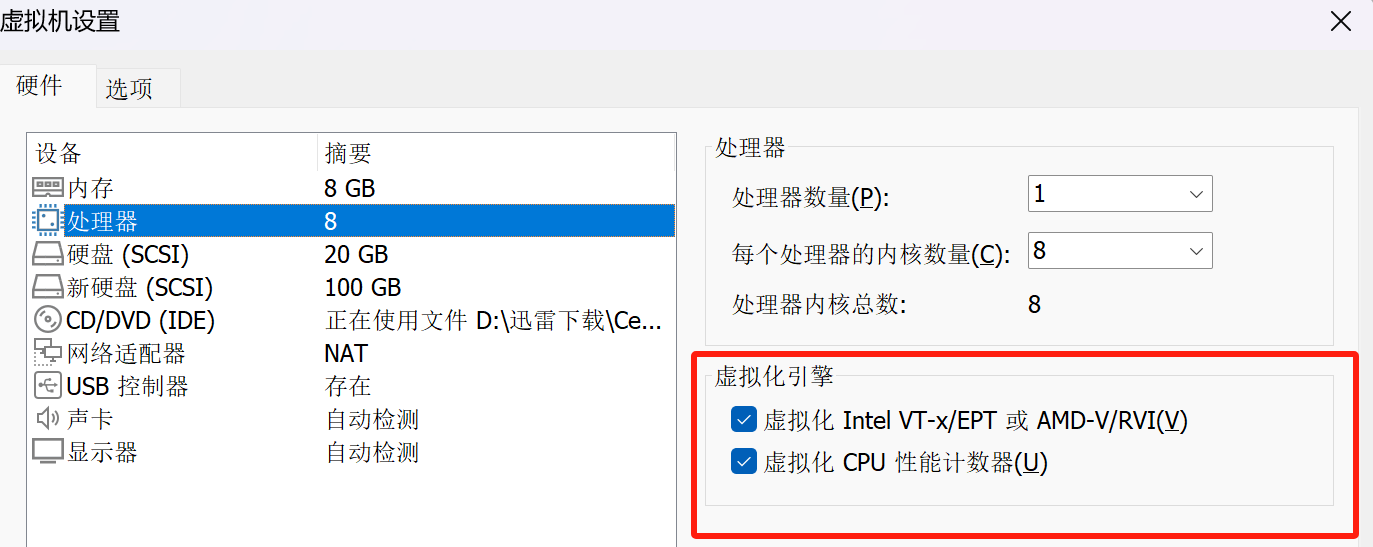 虚拟机设置
硬件
选项
设备 摘要
内存 8 GB
处理器 8
硬盘 (SCSI) 20 GB
新硬盘 (SCSI) 100 GB
CD/DVD (IDE) 正在使用文件 D:\迅雷下载\Ce...
网络适配器 NAT
USB 控制器 存在
声卡 自动检测
显示器 自动检测
处理器
处理器数量(P): 1
每个处理器的内核数量(C): 8
处理器内核总数: 8
虚拟化引擎
虚拟化 Intel VT-x/EPT 或 AMD-V/RVI(V)
虚拟化 CPU 性能计数器(U)